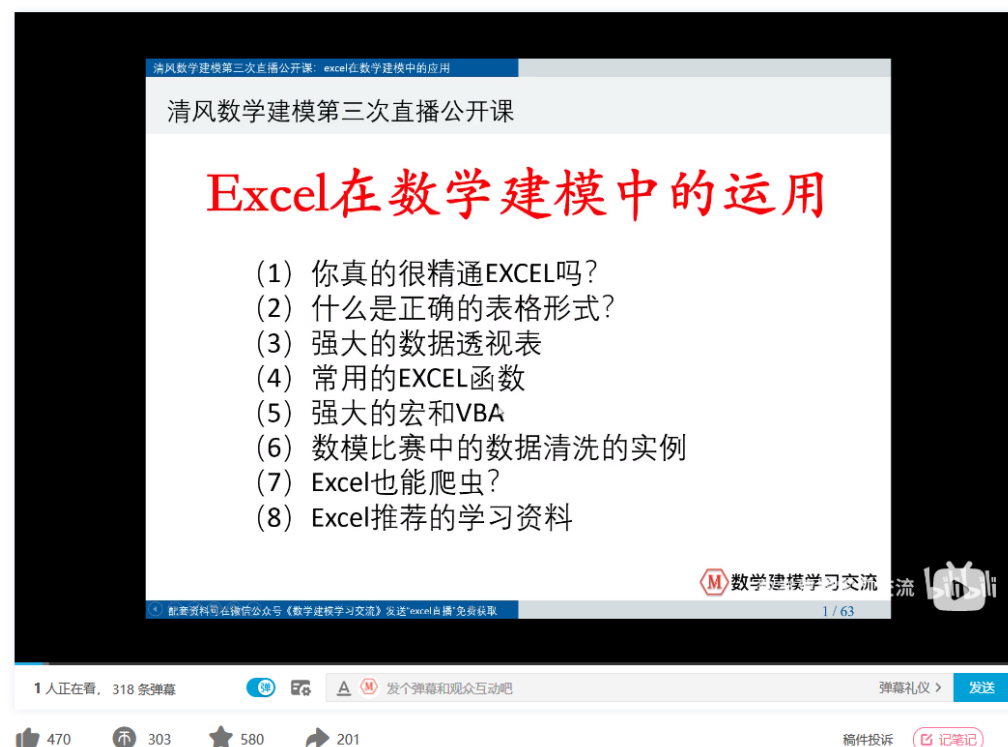 清风数学建模第三次直播公开课：excel在数学建模中的应用
清风数学建模第三次直播公开课
Excel在数学建模中的运用
（1）你真的很精通EXCEL吗？
（2）什么是正确的表格形式？
（3）强大的数据透视表
（4）常用的EXCEL函数
（5）强大的宏和VBA
（6）数模比赛中的数据清洗的实例
（7）Excel也能爬虫？
（8）Excel推荐的学习资料
M 数学建模学习交流
交流 bilibili
配套资料可在微信公众号《数学建模学习交流》发送“excel直播”免费获取
1 / 63
1 人正在看， 318 条弹幕
弹
A M 发个弹幕和观众互动吧
弹幕礼仪 >
发送
470 303 580 201 稿件投诉 记笔记